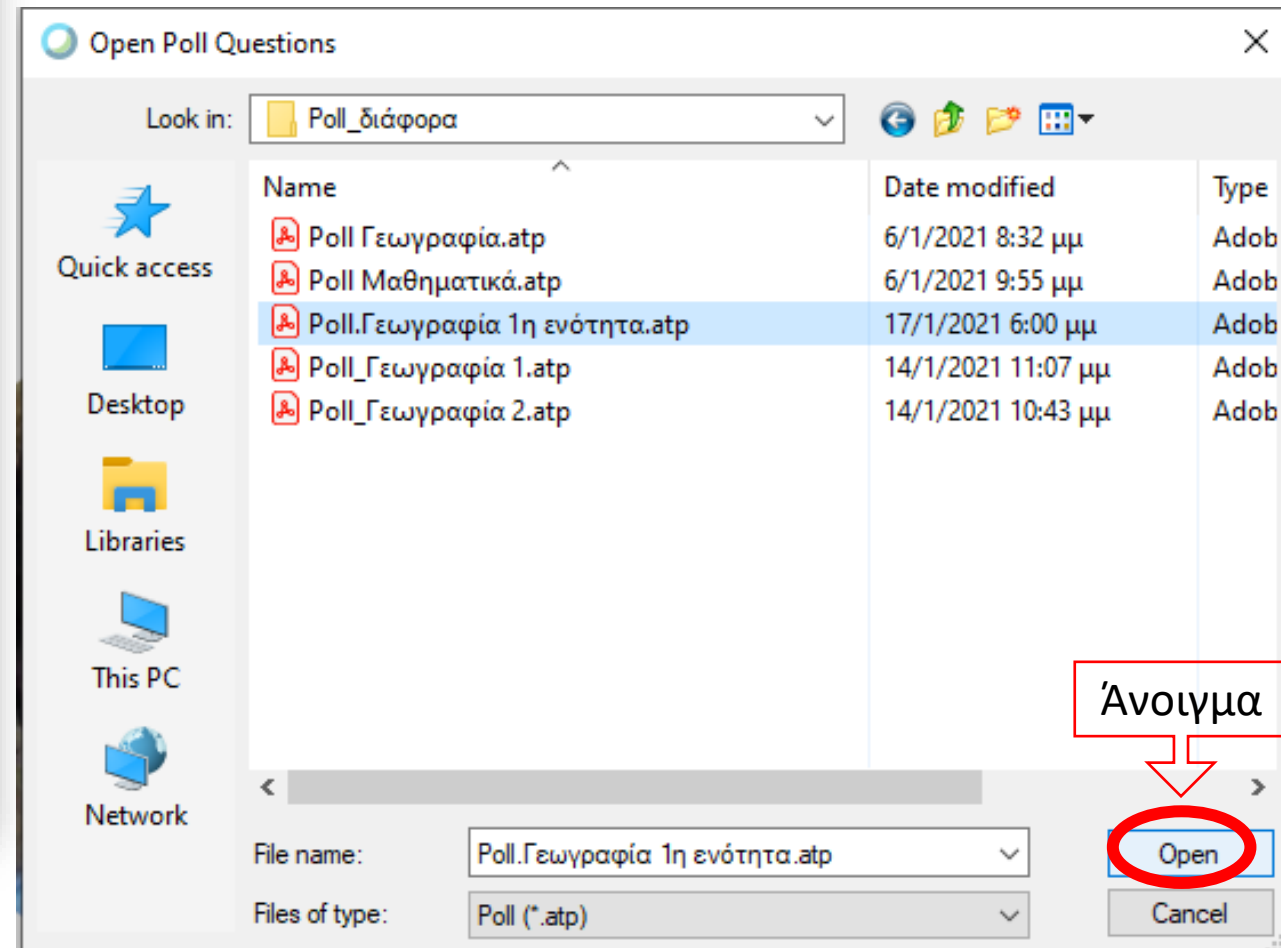 Open Poll Questions
Look in: Poll_διάφορα
Name Date modified Type
Poll Γεωγραφία.atp 6/1/2021 8:32 μμ Adob
Poll Μαθηματικά.atp 6/1/2021 9:55 μμ Adob
Poll.Γεωγραφία 1η ενότητα.atp 17/1/2021 6:00 μμ Adob
Poll_Γεωγραφία 1.atp 14/1/2021 11:07 μμ Adob
Poll_Γεωγραφία 2.atp 14/1/2021 10:43 μμ Adob
Quick access
Desktop
Libraries
This PC
Network
Άνοιγμα
File name: Poll.Γεωγραφία 1η ενότητα.atp Open
Files of type: Poll (*.atp) Cancel